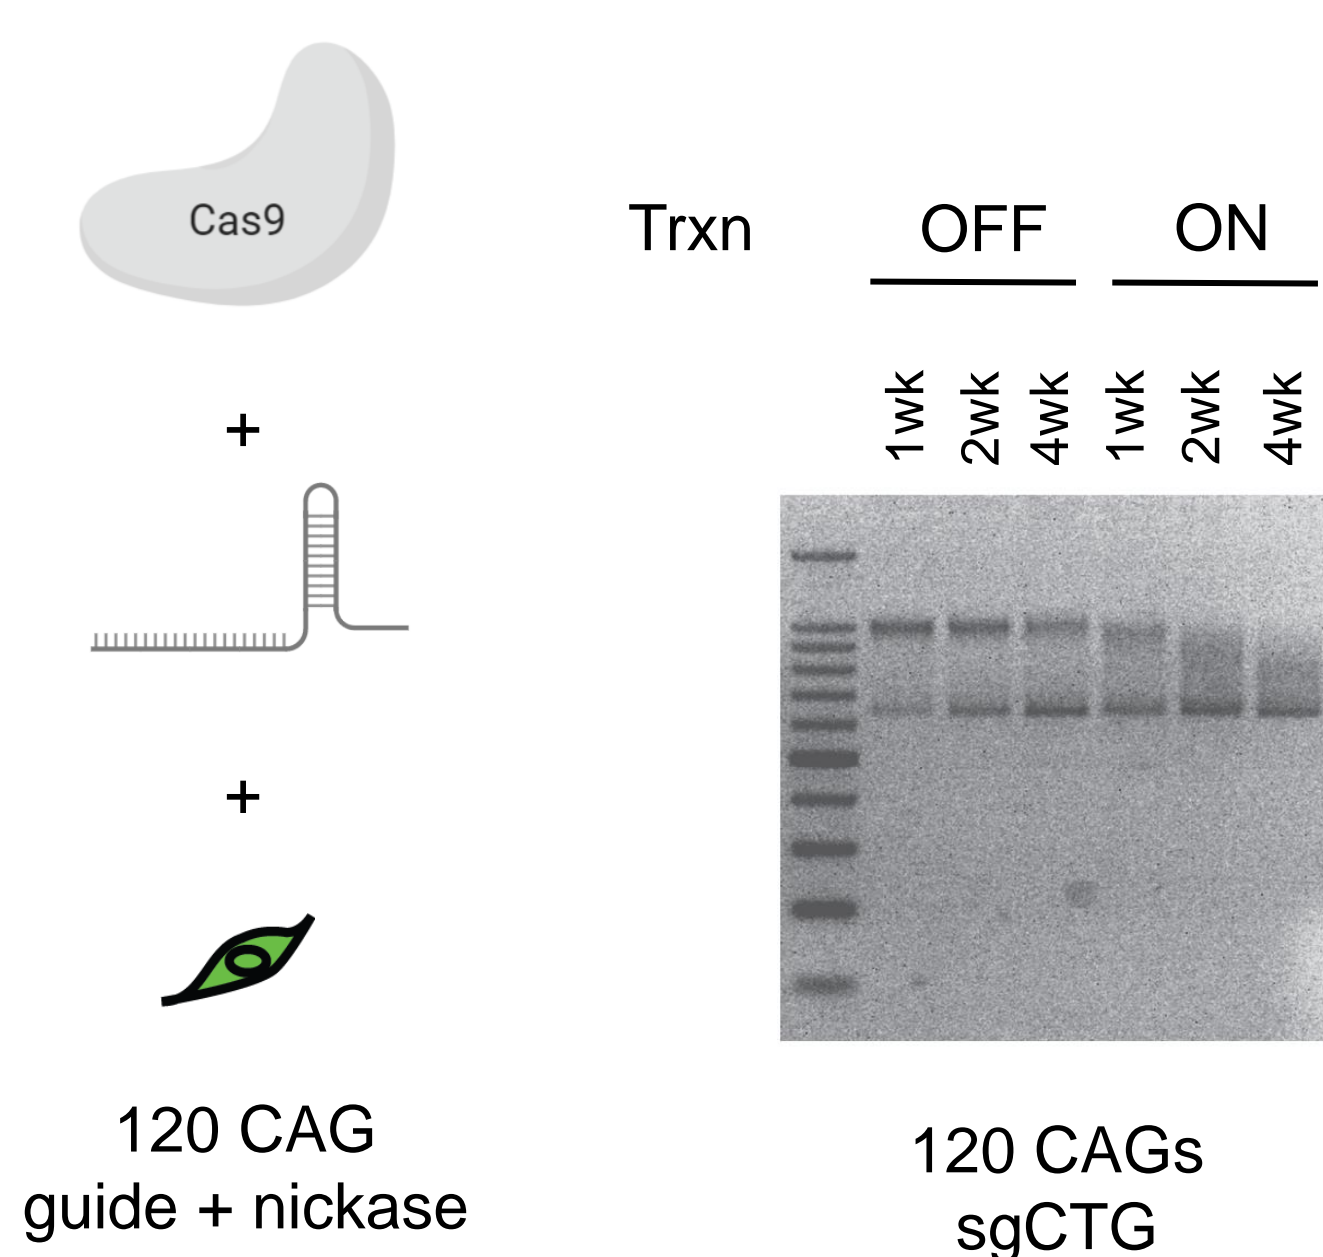 Cas9
+
+
120 CAG
guide + nickase
Trxn OFF ON
1wk 2wk 4wk 1wk 2wk 4wk
120 CAGs
sgCTG